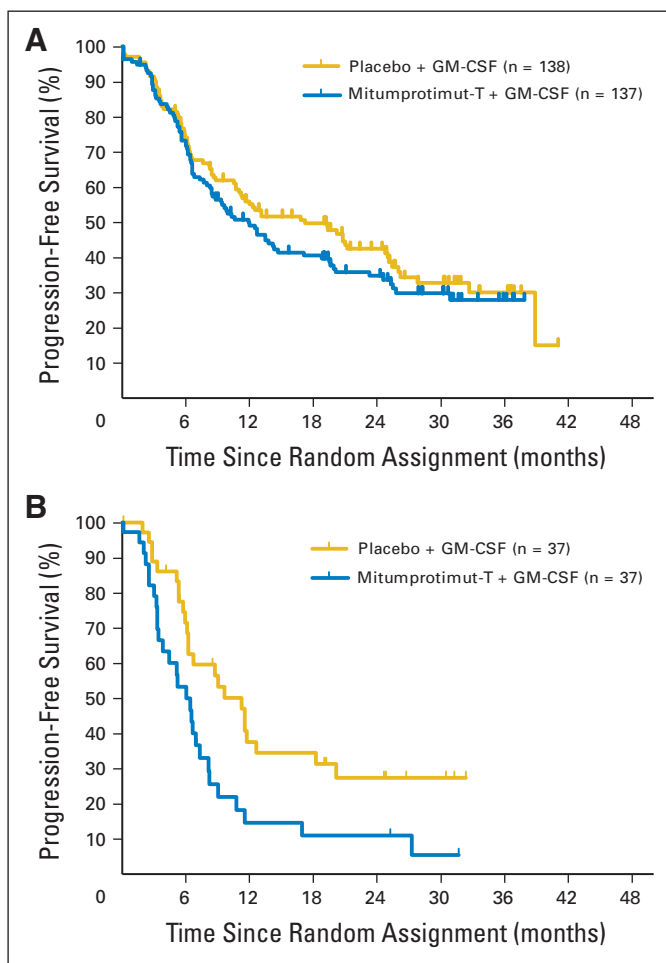 A
Progression-Free Survival (%)
100
90
80
70
60
50
40
30
20
10
0
Placebo + GM-CSF (n = 138)
Mitumprotimut-T + GM-CSF (n = 137)
6 12 18 24 30 36 42 48
Time Since Random Assignment (months)
B
Progression-Free Survival (%)
100
90
80
70
60
50
40
30
20
10
0
Placebo + GM-CSF (n = 37)
Mitumprotimut-T + GM-CSF (n = 37)
6 12 18 24 30 36 42 48
Time Since Random Assignment (months)